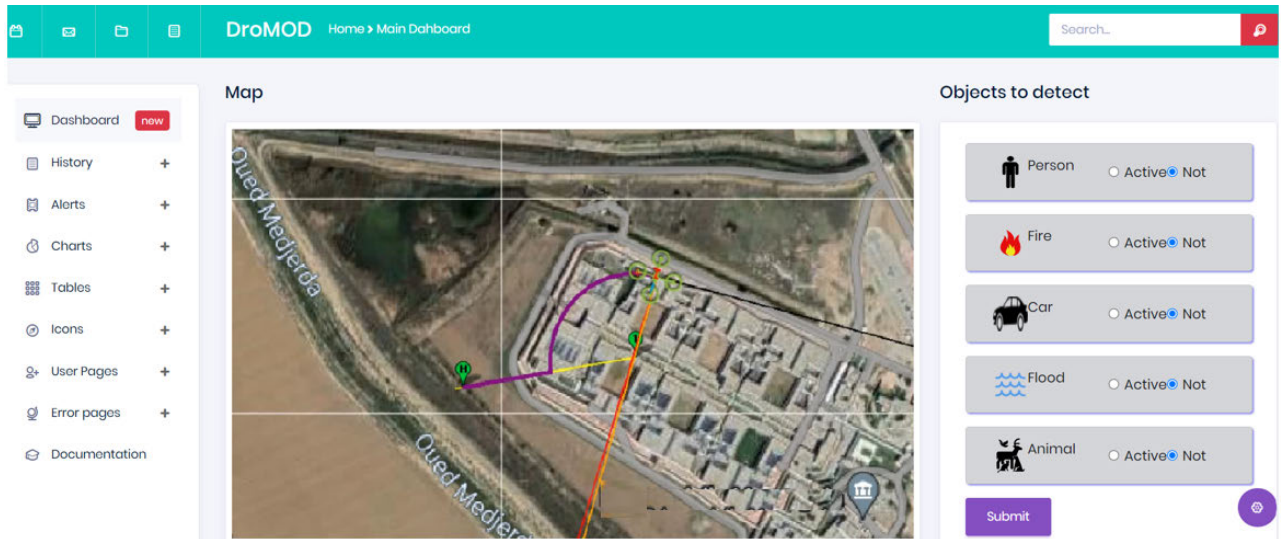 DroMOD Home > Main Dahboard
Search...
Dashboard new
History +
Alerts +
Charts +
Tables +
Icons +
User Pages +
Error pages +
Documentation
Map
Oued Medjerda
H
Oued Medjerd
Objects to detect
Person Active Not
Fire Active Not
Car Active Not
Flood Active Not
Animal Active Not
Submit